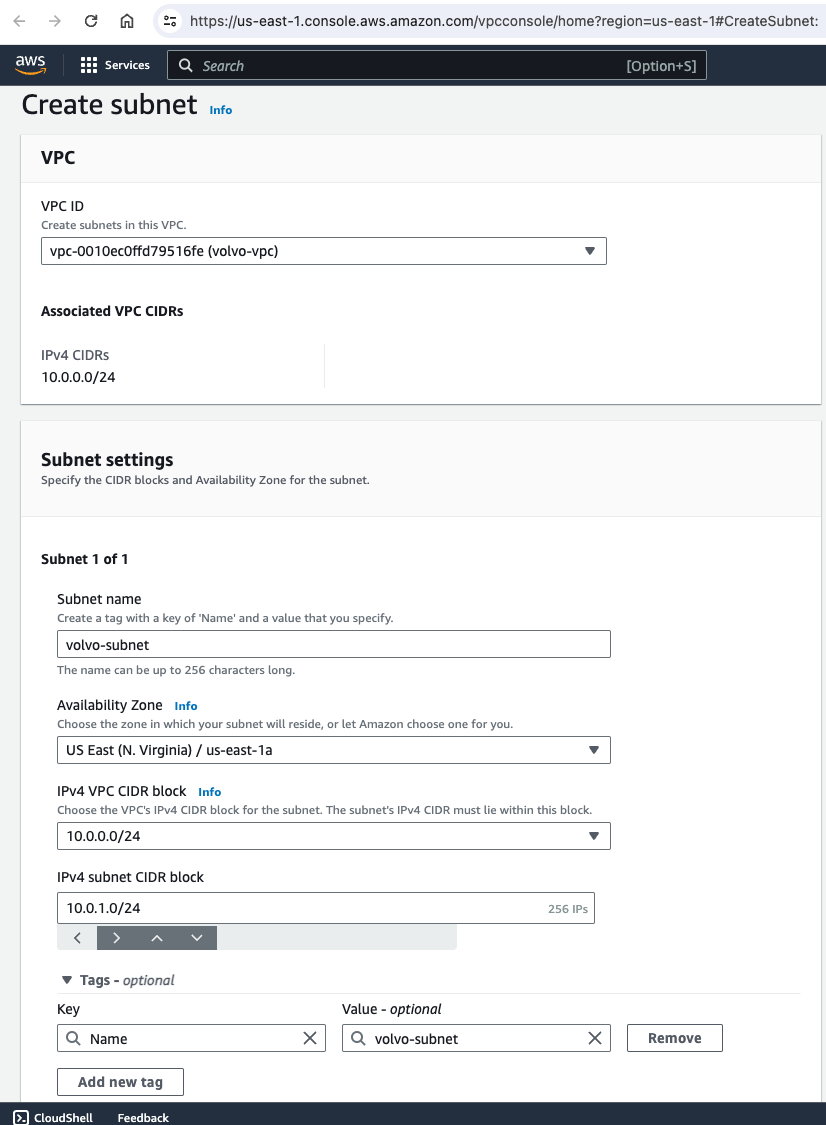 https://us-east-1.console.aws.amazon.com/vpcconsole/home?region=us-east-1#CreateSubnet:
aws
Services
Search
[Option+S]
Create subnet Info
VPC
VPC ID
Create subnets in this VPC.
vpc-0010ec0ffd79516fe (volvo-vpc)
Associated VPC CIDRs
IPv4 CIDRs
10.0.0.0/24
Subnet settings
Specify the CIDR blocks and Availability Zone for the subnet.
Subnet 1 of 1
Subnet name
Create a tag with a key of 'Name' and a value that you specify.
volvo-subnet
The name can be up to 256 characters long.
Availability Zone Info
Choose the zone in which your subnet will reside, or let Amazon choose one for you.
US East (N. Virginia) / us-east-1a
IPv4 VPC CIDR block Info
Choose the VPC's IPv4 CIDR block for the subnet. The subnet's IPv4 CIDR must lie within this block.
10.0.0.0/24
IPv4 subnet CIDR block
10.0.1.0/24 256 IPs
Tags - optional
Key Value - optional
Name volvo-subnet Remove
Add new tag
CloudShell Feedback